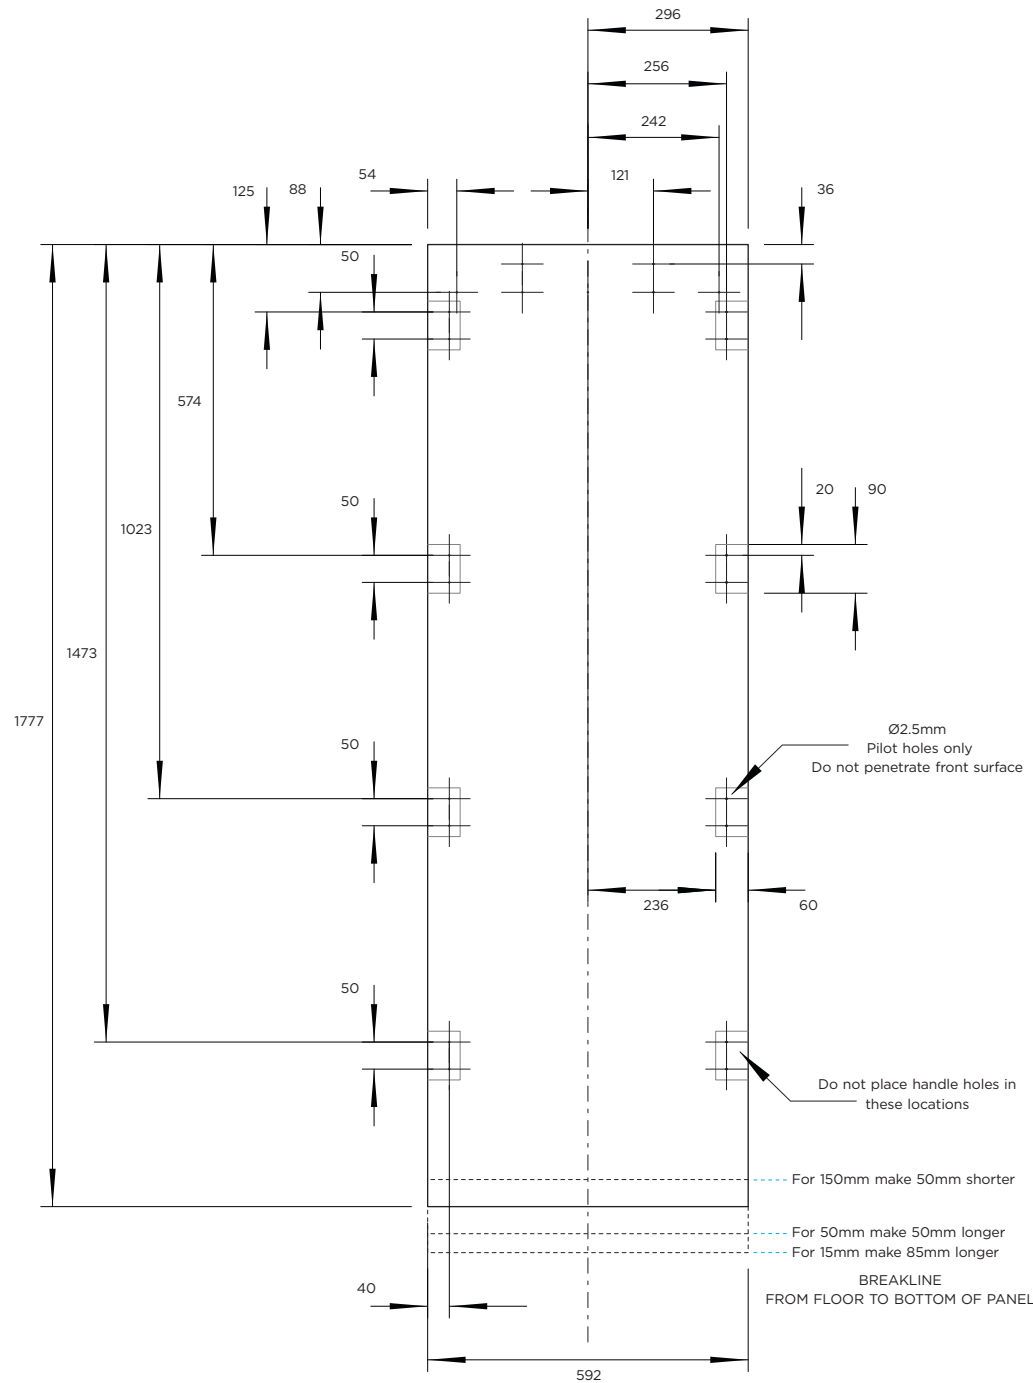 296
256
242
54
121
36
125
88
50
574
50
20
90
1023
1473
1777
50
Ø2.5mm
Pilot holes only
Do not penetrate front surface
236
60
50
Do not place handle holes in
these locations
For 150mm make 50mm shorter
For 50mm make 50mm longer
For 15mm make 85mm longer
BREAKLINE
FROM FLOOR TO BOTTOM OF PANEL
40
592